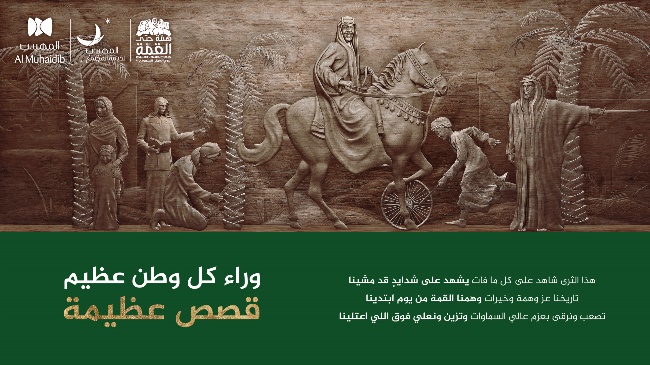 المهيدب
Al Muhaidib
المهيدب
همة حتى
القمة
وراء كل وطن عظيم
قصص عظيمة
هذا الثرى شاهد على كل ما فات يشهد على شدايدٍ قد مشينا
تاريخنا عز وهمة وخيرات وهمنا القمة من يوم ابتدينا
تصعب ونرقى بعزم عالي السماوات وتزين ونعلي فوق اللي اعتلينا